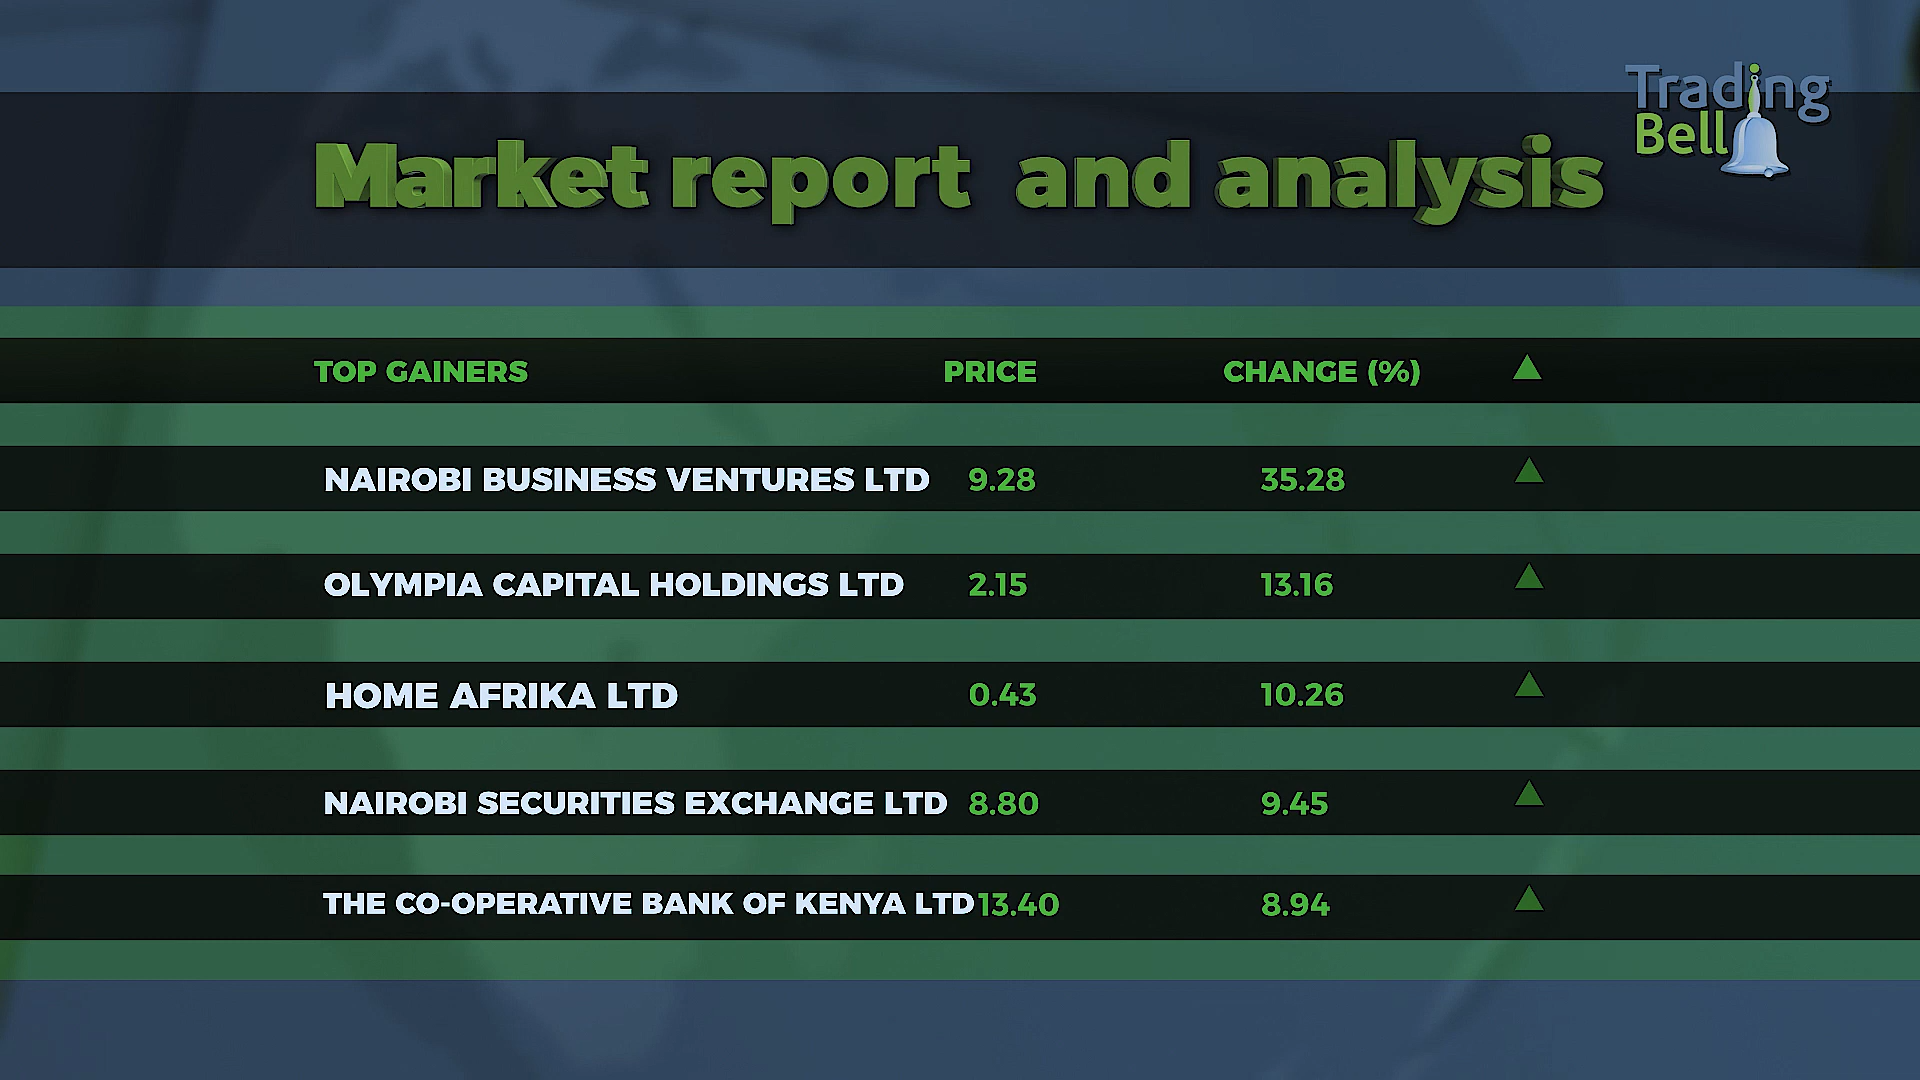 Trading
Bell
Market report and analysis
TOP GAINERS PRICE CHANGE (%) ▲
NAIROBI BUSINESS VENTURES LTD 9.28 35.28 ▲
OLYMPIA CAPITAL HOLDINGS LTD 2.15 13.16 ▲
HOME AFRIKA LTD 0.43 10.26 ▲
NAIROBI SECURITIES EXCHANGE LTD 8.80 9.45 ▲
THE CO-OPERATIVE BANK OF KENYA LTD 13.40 8.94 ▲